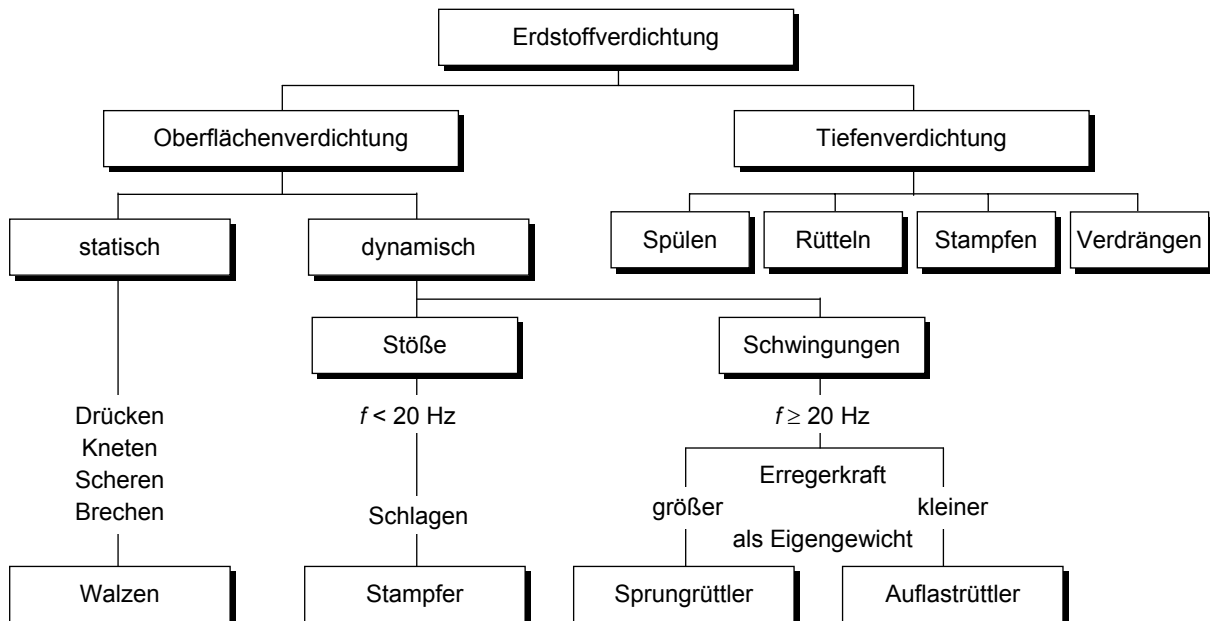 Erdstoffverdichtung
Oberflächenverdichtung
Tiefenverdichtung
statisch
dynamisch
Spülen
Rütteln
Stampfen
Verdrängen
Stöße
Schwingungen
Drücken
Kneten
Scheren
Brechen
f < 20 Hz
f ≥ 20 Hz
Schlagen
Erregerkraft
größer
kleiner
als Eigengewicht
Walzen
Stampfer
Sprungrüttler
Auflastrüttler